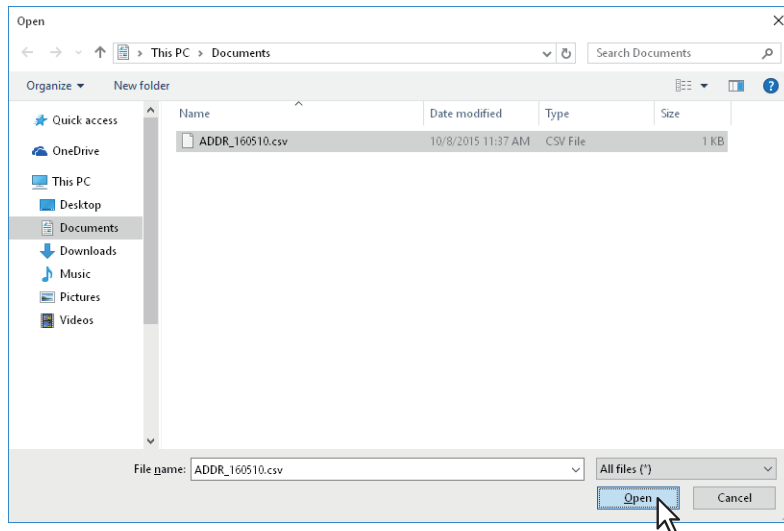 Open
This PC > Documents
Search Documents
Organize
New folder
Name
Date modified
Type
Size
Quick access
ADDR_160510.csv
10/8/2015 11:37 AM
CSV File
1 KB
OneDrive
This PC
Desktop
Documents
Downloads
Music
Pictures
Videos
File name:
ADDR_160510.csv
All files (*)
Open
Cancel